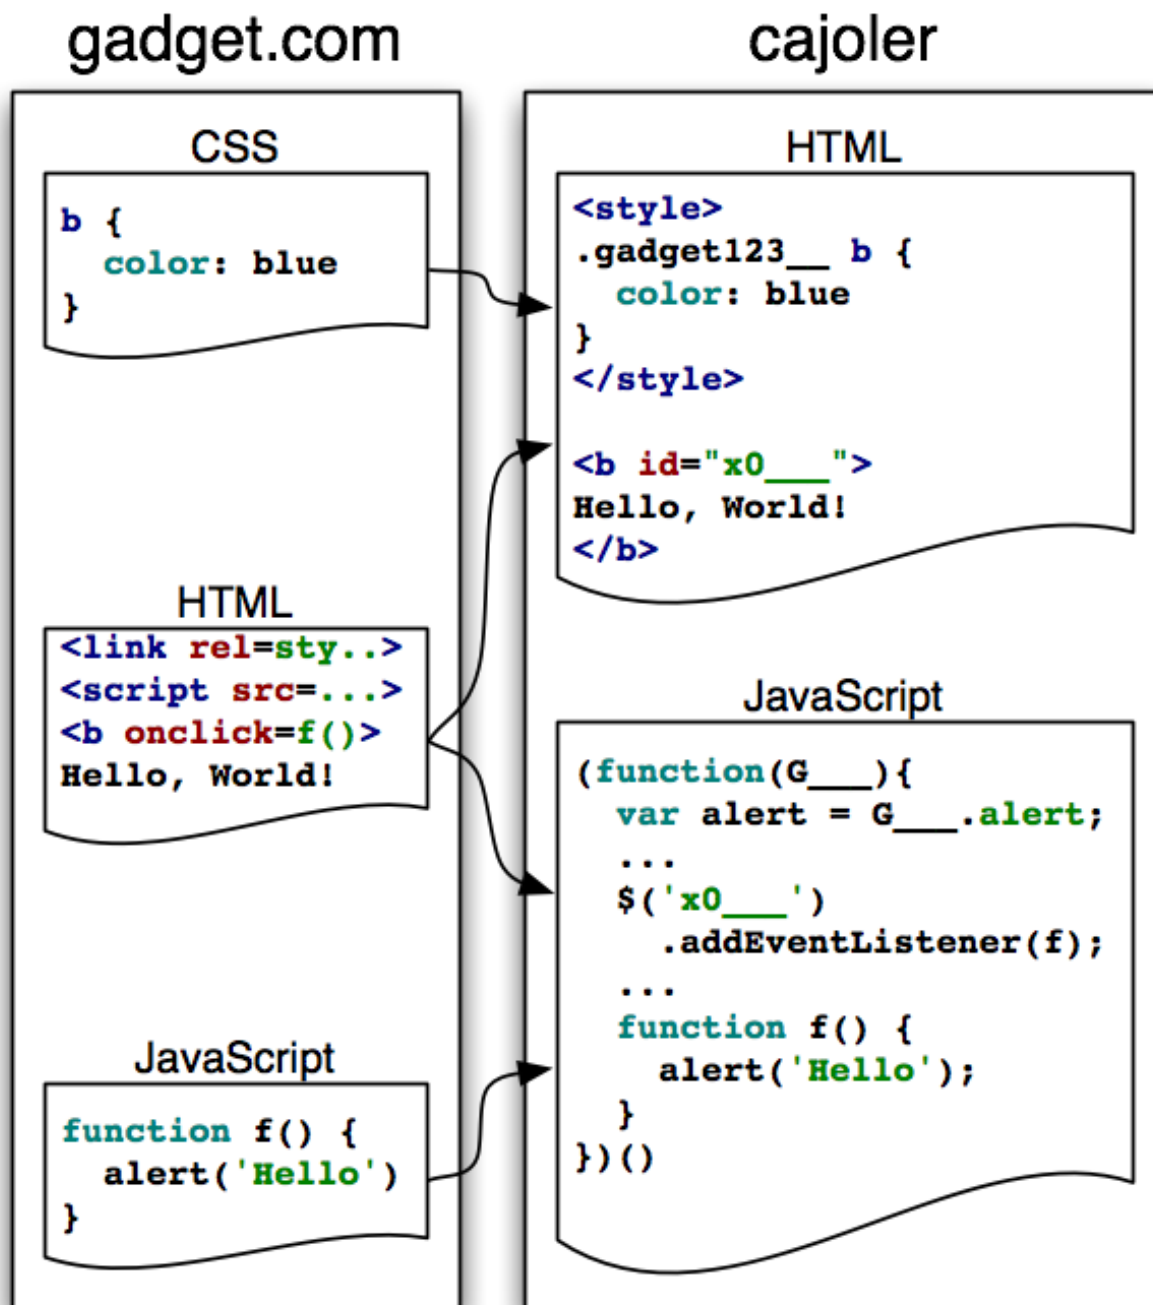 gadget.com
CSS
b {
  color: blue
}
HTML
<link rel=sty..>
<script src=...>
<b onclick=f()>
Hello, World!
JavaScript
function f() {
  alert('Hello')
}
cajoler
HTML
<style>
.gadget123__ b {
  color: blue
}
</style>

<b id="x0___">
Hello, World!
</b>
JavaScript
(function(G___){
  var alert = G___.alert;
  ...
  $('x0___')
    .addEventListener(f);
  ...
  function f() {
    alert('Hello');
  }
})()